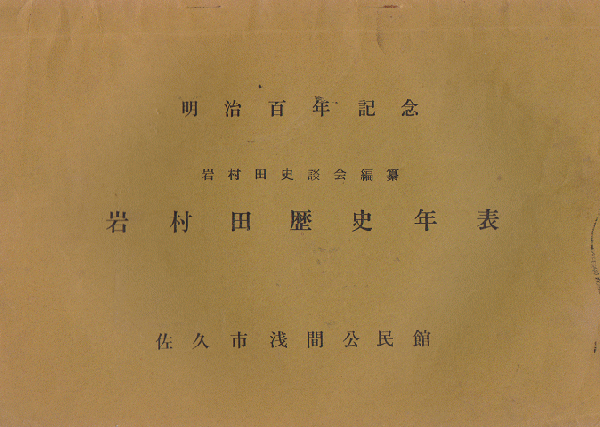 明治百年記念
岩村田史談会編纂
岩村田歴史年表
佐久市浅間公民館